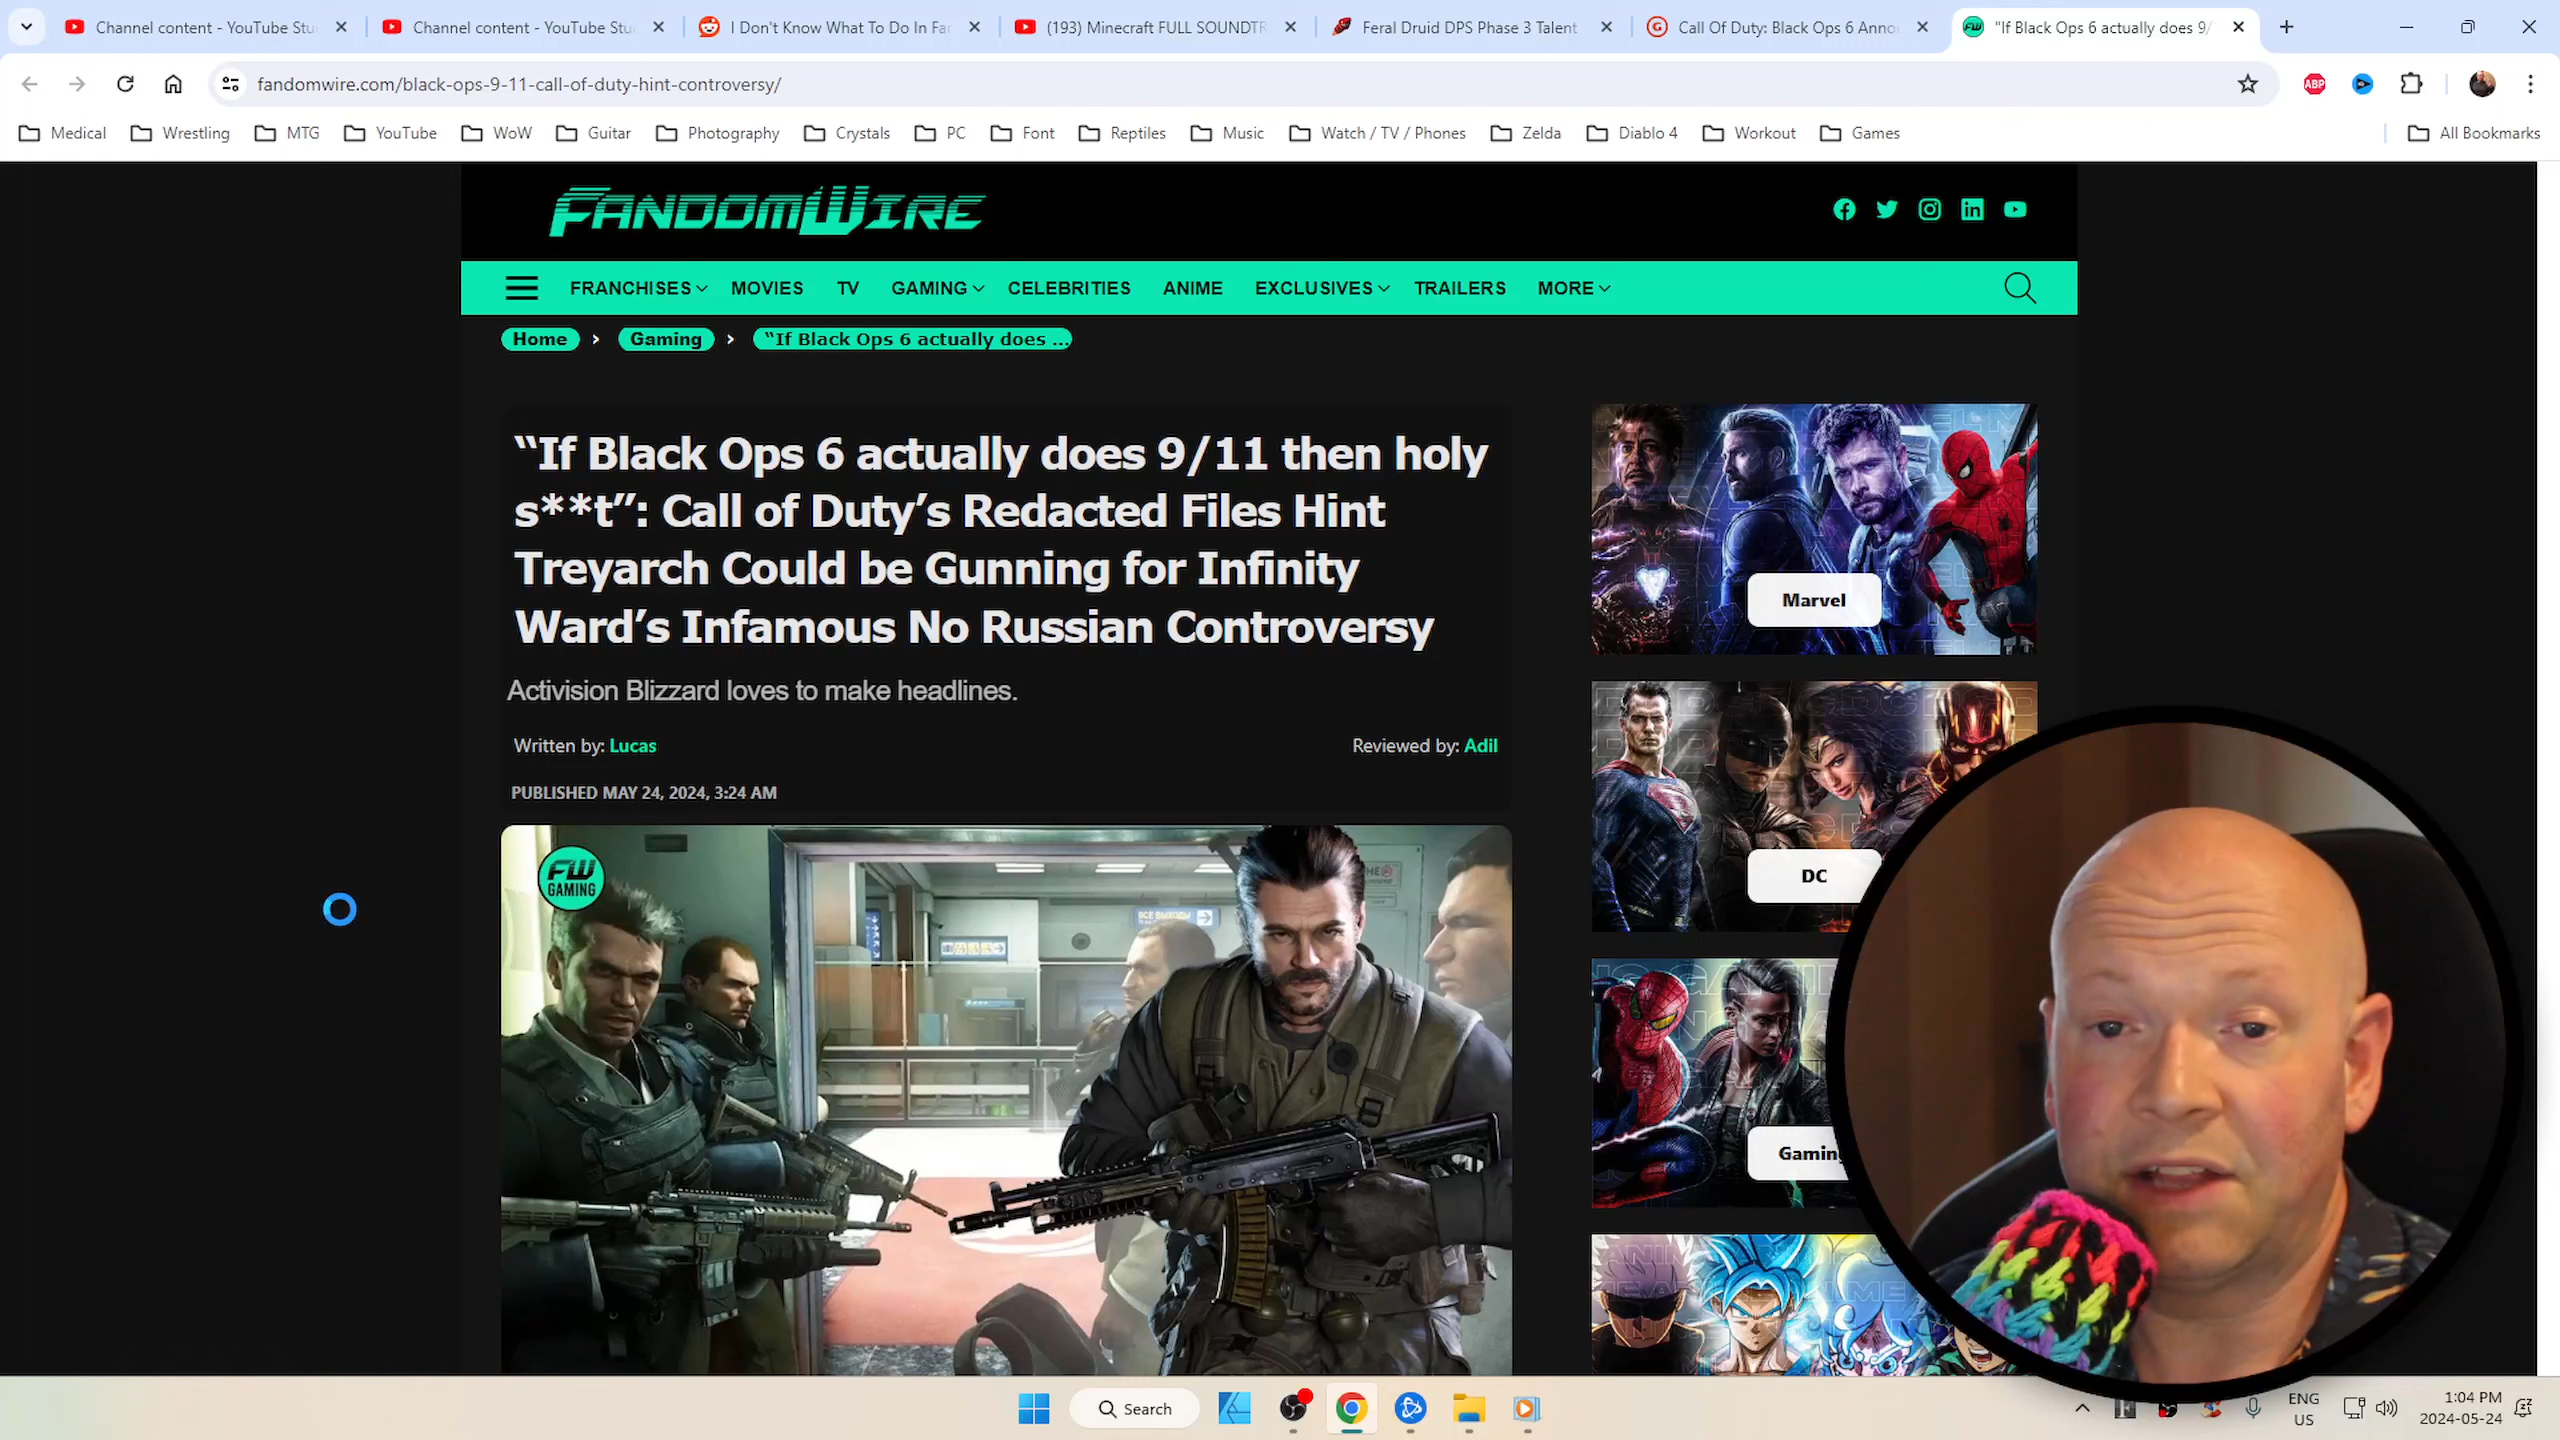 Channel content - YouTube Stu
Channel content - YouTube Stu
I Don't Know What To Do In Far
(193) Minecraft FULL SOUNDTR
Feral Druid DPS Phase 3 Talent
Call Of Duty: Black Ops 6 Anno
"If Black Ops 6 actually does 9/
fandomwire.com/black-ops-9-11-call-of-duty-hint-controversy/
ABP
Medical Wrestling MTG YouTube WoW Guitar Photography Crystals PC Font Reptiles Music Watch / TV / Phones Zelda Diablo 4 Workout Games All Bookmarks
FANDOMWIRE
FRANCHISES MOVIES TV GAMING CELEBRITIES ANIME EXCLUSIVES TRAILERS MORE
Home › Gaming › “If Black Ops 6 actually does ...
“If Black Ops 6 actually does 9/11 then holy
s**t”: Call of Duty’s Redacted Files Hint
Treyarch Could be Gunning for Infinity
Ward’s Infamous No Russian Controversy
Activision Blizzard loves to make headlines.
Written by: Lucas
Reviewed by: Adil
PUBLISHED MAY 24, 2024, 3:24 AM
FW
GAMING
ВСЕ ВЫХОДЫ
Marvel
DC
Gaming
Search
ENG
US
1:04 PM
2024-05-24